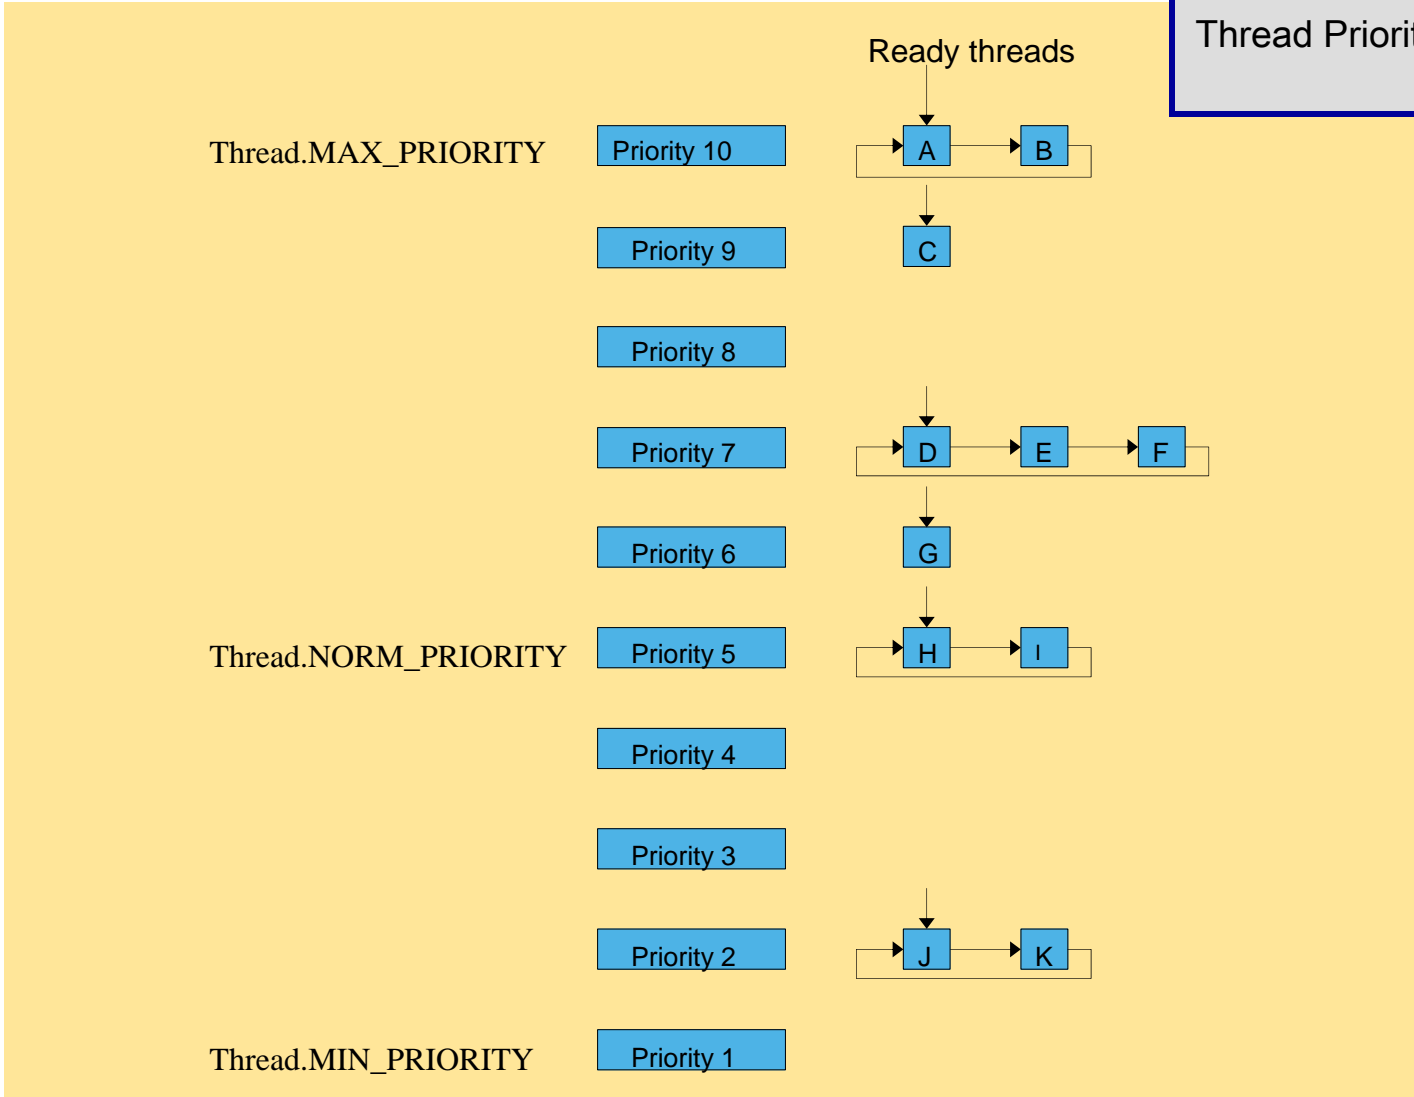 Thread Priorit
Ready threads
Thread.MAX_PRIORITY Priority 10 A B
Priority 9 C
Priority 8
Priority 7 D E F
Priority 6 G
Thread.NORM_PRIORITY Priority 5 H I
Priority 4
Priority 3
Priority 2 J K
Thread.MIN_PRIORITY Priority 1